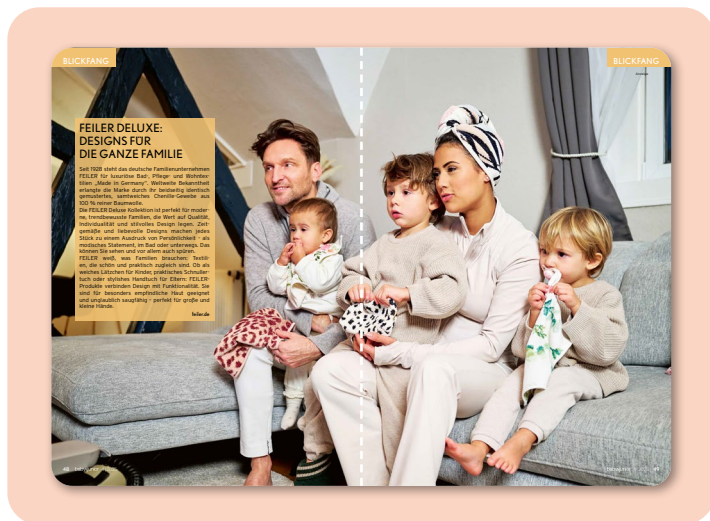 BLICKFANG
BLICKFANG
FEILER DELUXE:
DESIGNS FÜR
DIE GANZE FAMILIE
Seit 1928 steht das deutsche Familienunternehmen
FEILER für luxuriöse Bad-, Pflege- und Wohntex-
tilien „Made in Germany“. Weltweite Bekanntheit
erlangte die Marke durch ihr beidseitig identisch
gemustertes, samtweiches Chenille-Gewebe aus
100 % reiner Baumwolle.
Die FEILER Deluxe Kollektion ist perfekt für moder-
ne, trendbewusste Familien, die Wert auf Qualität,
Individualität und stilvolles Design legen. Zeit-
gemäße und liebevolle Designs machen jedes
Stück zu einem Ausdruck von Persönlichkeit – als
modisches Statement, im Bad oder unterwegs. Das
können Sie sehen und vor allem auch spüren.
FEILER weiß, was Familien brauchen: Textili-
en, die schön und praktisch zugleich sind. Ob als
weiches Lätzchen für Kinder, praktisches Schnuller-
tuch oder stylishes Handtuch für Eltern: FEILER-
Produkte verbinden Design mit Funktionalität. Sie
sind für besonders empfindliche Haut geeignet
und unglaublich saugfähig – perfekt für große und
kleine Hände.
feiler.de